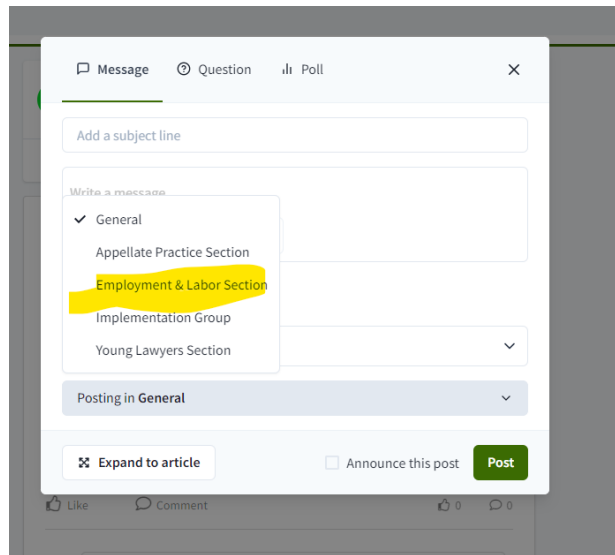 Message Question Poll
Add a subject line
Write a message
General
Appellate Practice Section
Employment & Labor Section
Implementation Group
Young Lawyers Section
Posting in General
Expand to article Announce this post Post
Like Comment 0 0